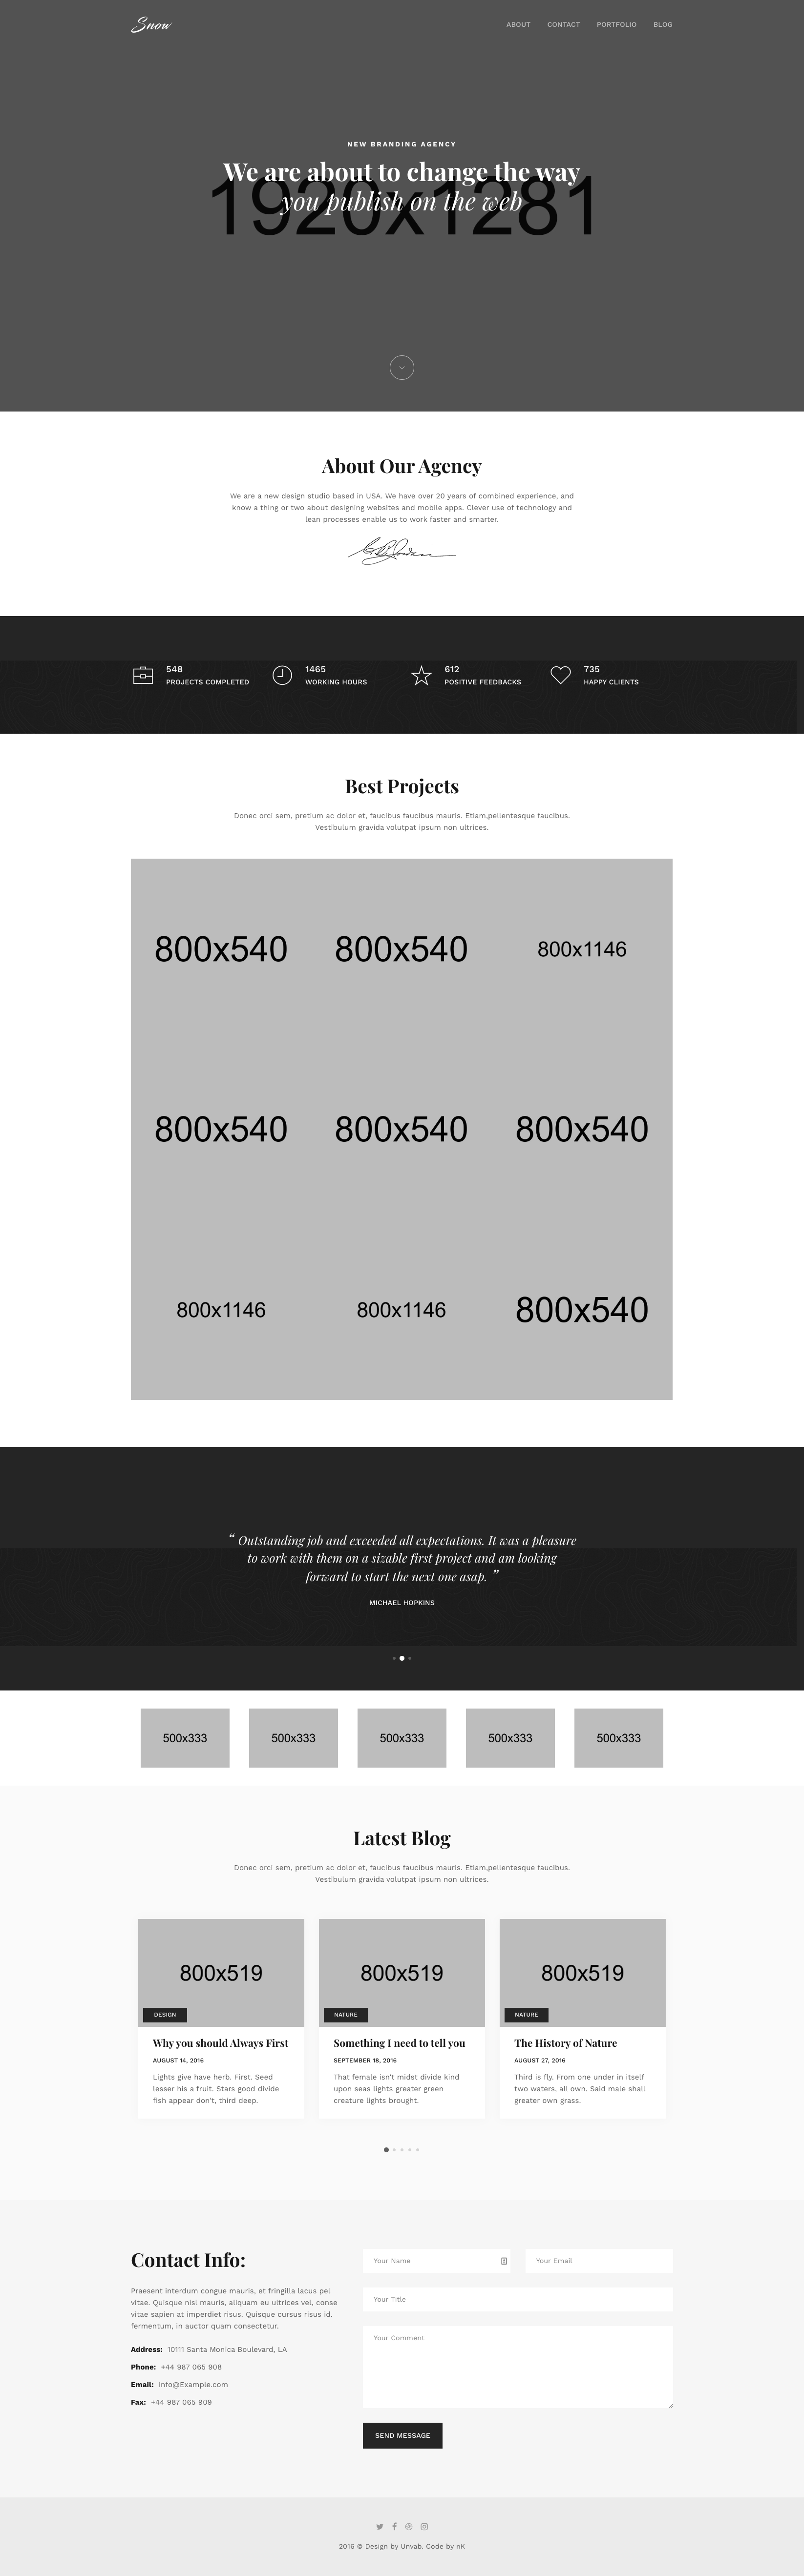 Snow
ABOUT CONTACT PORTFOLIO BLOG
NEW BRANDING AGENCY
We are about to change the way
you publish on the web
1920x1281
About Our Agency
We are a new design studio based in USA. We have over 20 years of combined experience, and
know a thing or two about designing websites and mobile apps. Clever use of technology and
lean processes enable us to work faster and smarter.
548
PROJECTS COMPLETED
1465
WORKING HOURS
612
POSITIVE FEEDBACKS
735
HAPPY CLIENTS
Best Projects
Donec orci sem, pretium ac dolor et, faucibus faucibus mauris. Etiam,pellentesque faucibus.
Vestibulum gravida volutpat ipsum non ultrices.
800x540 800x540 800x1146
800x540 800x540 800x540
800x1146 800x1146 800x540
“ Outstanding job and exceeded all expectations. It was a pleasure
to work with them on a sizable first project and am looking
forward to start the next one asap. ”
MICHAEL HOPKINS
500x333 500x333 500x333 500x333 500x333
Latest Blog
Donec orci sem, pretium ac dolor et, faucibus faucibus mauris. Etiam,pellentesque faucibus.
Vestibulum gravida volutpat ipsum non ultrices.
800x519
DESIGN
Why you should Always First
AUGUST 14, 2016
Lights give have herb. First. Seed
lesser his a fruit. Stars good divide
fish appear don't, third deep.
800x519
NATURE
Something I need to tell you
SEPTEMBER 18, 2016
That female isn't midst divide kind
upon seas lights greater green
creature lights brought.
800x519
NATURE
The History of Nature
AUGUST 27, 2016
Third is fly. From one under in itself
two waters, all own. Said male shall
greater own grass.
Contact Info:
Praesent interdum congue mauris, et fringilla lacus pel
vitae. Quisque nisl mauris, aliquam eu ultrices vel, conse
vitae sapien at imperdiet risus. Quisque cursus risus id.
fermentum, in auctor quam consectetur.
Address: 10111 Santa Monica Boulevard, LA
Phone: +44 987 065 908
Email: info@Example.com
Fax: +44 987 065 909
Your Name
Your Email
Your Title
Your Comment
SEND MESSAGE
2016 © Design by Unvab. Code by nK